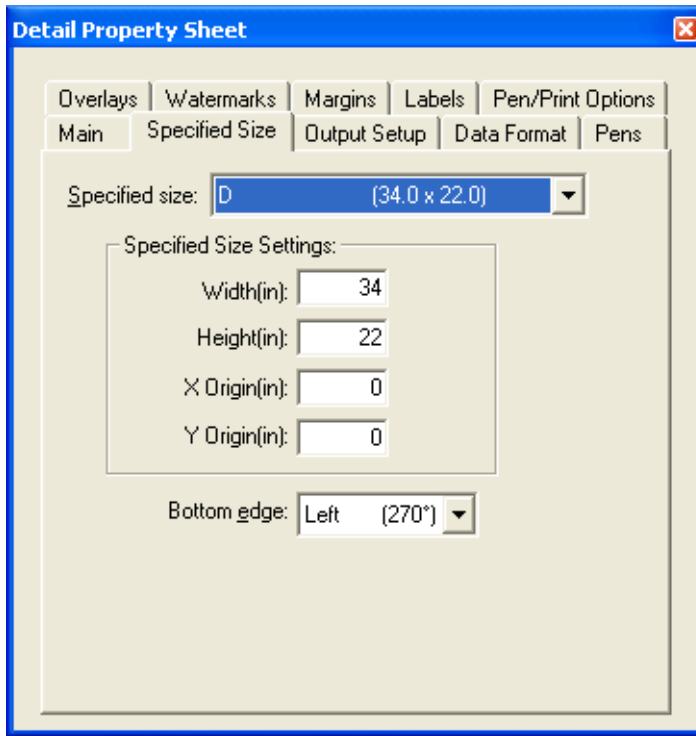 Detail Property Sheet
Overlays Watermarks Margins Labels Pen/Print Options
Main Specified Size Output Setup Data Format Pens
Specified size: D (34.0 x 22.0)
Specified Size Settings:
Width(in): 34
Height(in): 22
X Origin(in): 0
Y Origin(in): 0
Bottom edge: Left (270°)